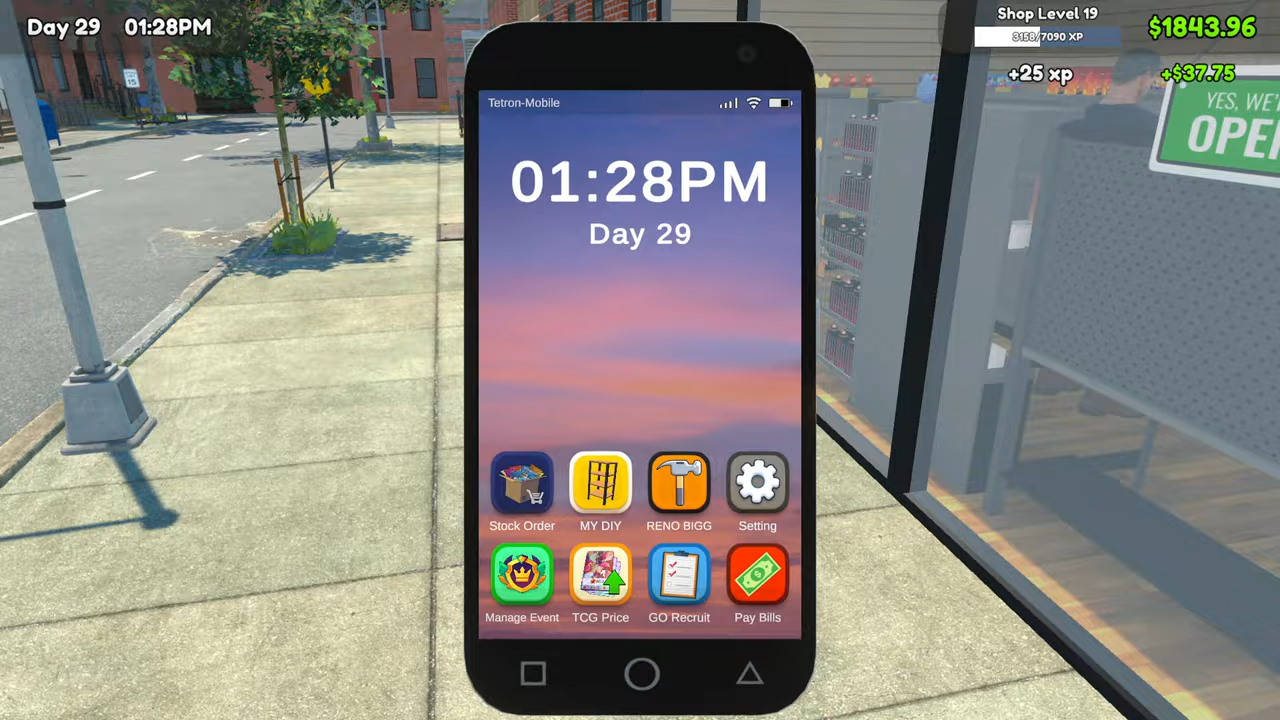 Day 29 01:28PM
Shop Level 19
3158/7090 XP
$1843.96
+25 xp
+$37.75
YES, WE'
OPE
Tetron-Mobile
01:28PM
Day 29
Stock Order
MY DIY
RENO BIGG
Setting
Manage Event
TCG Price
GO Recruit
Pay Bills